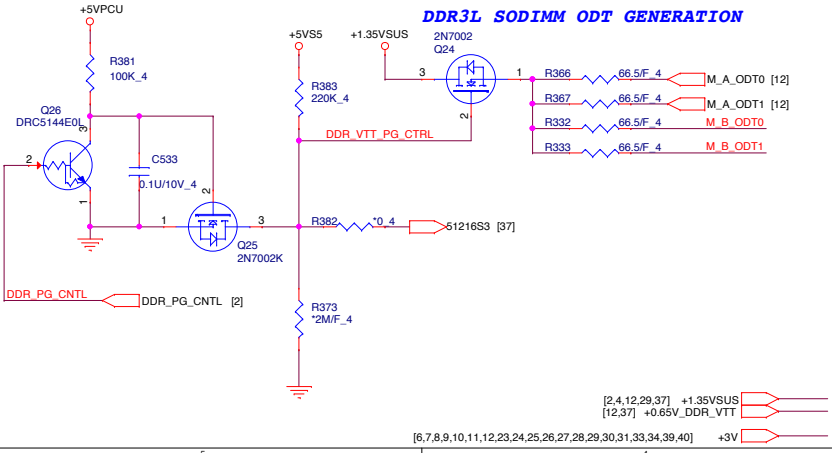 DDR3L SODIMM ODT GENERATION
+5VPCU
+5VS5
+1.35VSUS
2N7002
Q24
R381
100K_4
R383
220K_4
3
1
2
R366
66.5/F_4
M_A_ODT0 [12]
R367
66.5/F_4
M_A_ODT1 [12]
R332
66.5/F_4
M_B_ODT0
R333
66.5/F_4
M_B_ODT1
Q26
DRC5144E0L
3
2
1
DDR_VTT_PG_CTRL
C533
0.1U/10V_4
2
1
3
Q25
2N7002K
R382
*0_4
51216S3 [37]
DDR_PG_CNTL
DDR_PG_CNTL [2]
R373
*2M/F_4
[2,4,12,29,37] +1.35VSUS
[12,37] +0.65V_DDR_VTT
[6,7,8,9,10,11,12,23,24,25,26,27,28,29,30,31,33,34,39,40] +3V